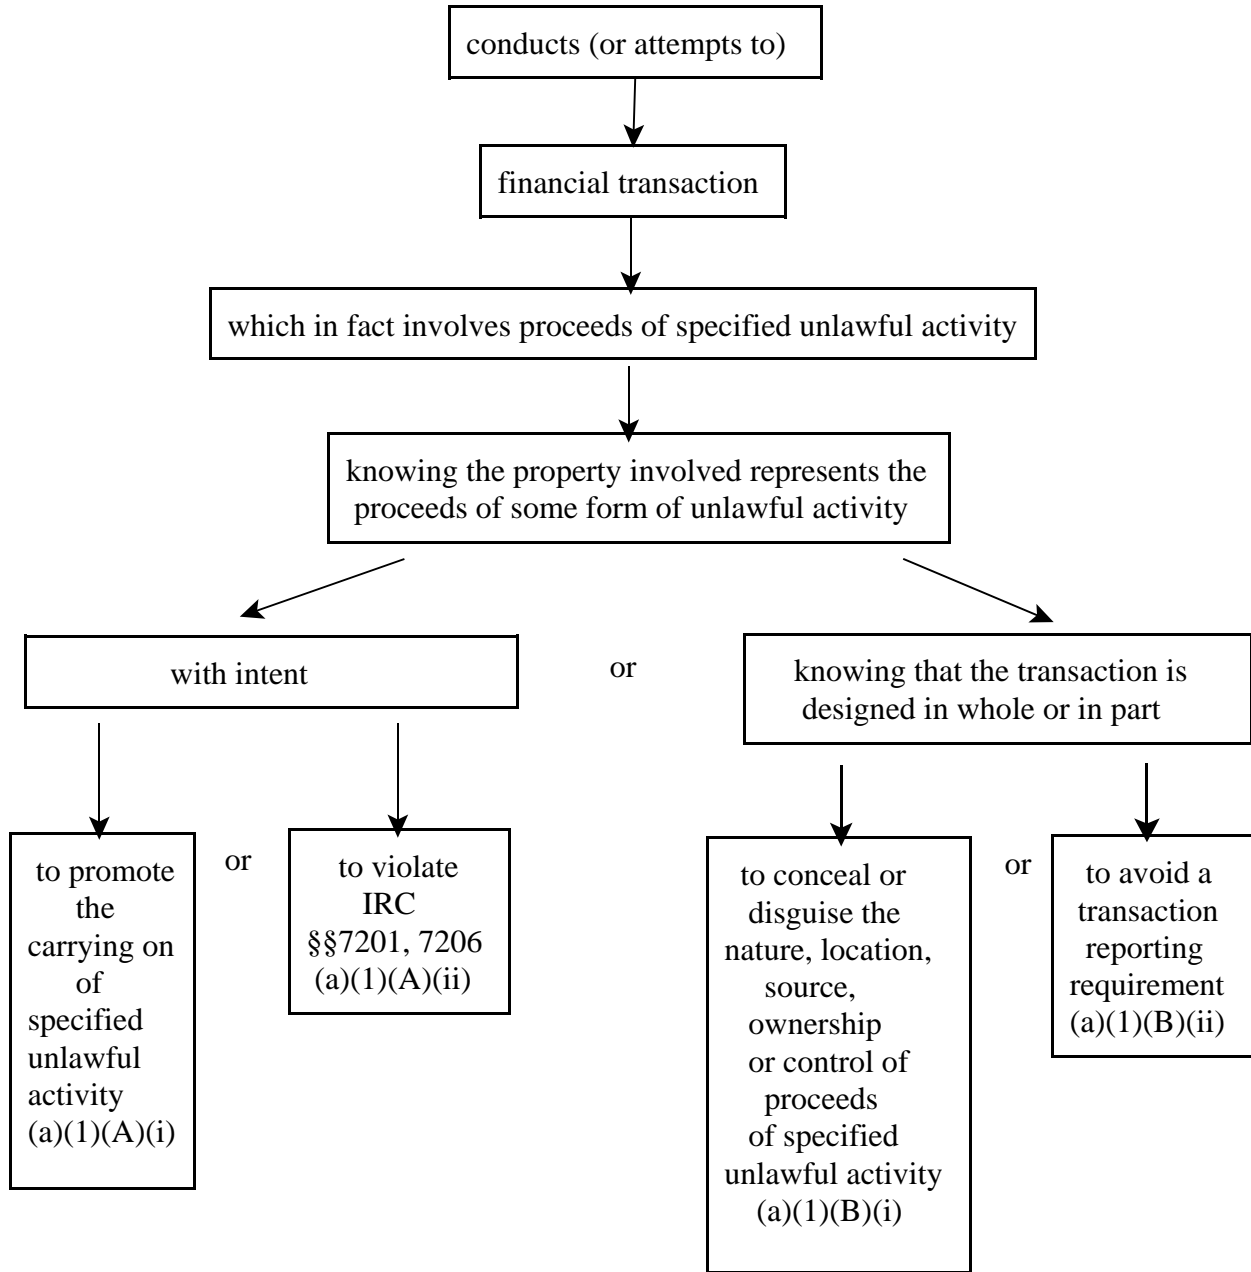 conducts (or attempts to)
financial transaction
which in fact involves proceeds of specified unlawful activity
knowing the property involved represents the
proceeds of some form of unlawful activity
with intent
or
knowing that the transaction is
designed in whole or in part
to promote
the
carrying on
of
specified
unlawful
activity
(a)(1)(A)(i)
or
to violate
IRC
§§7201, 7206
(a)(1)(A)(ii)
to conceal or
disguise the
nature, location,
source,
ownership
or control of
proceeds
of specified
unlawful activity
(a)(1)(B)(i)
or
to avoid a
transaction
reporting
requirement
(a)(1)(B)(ii)